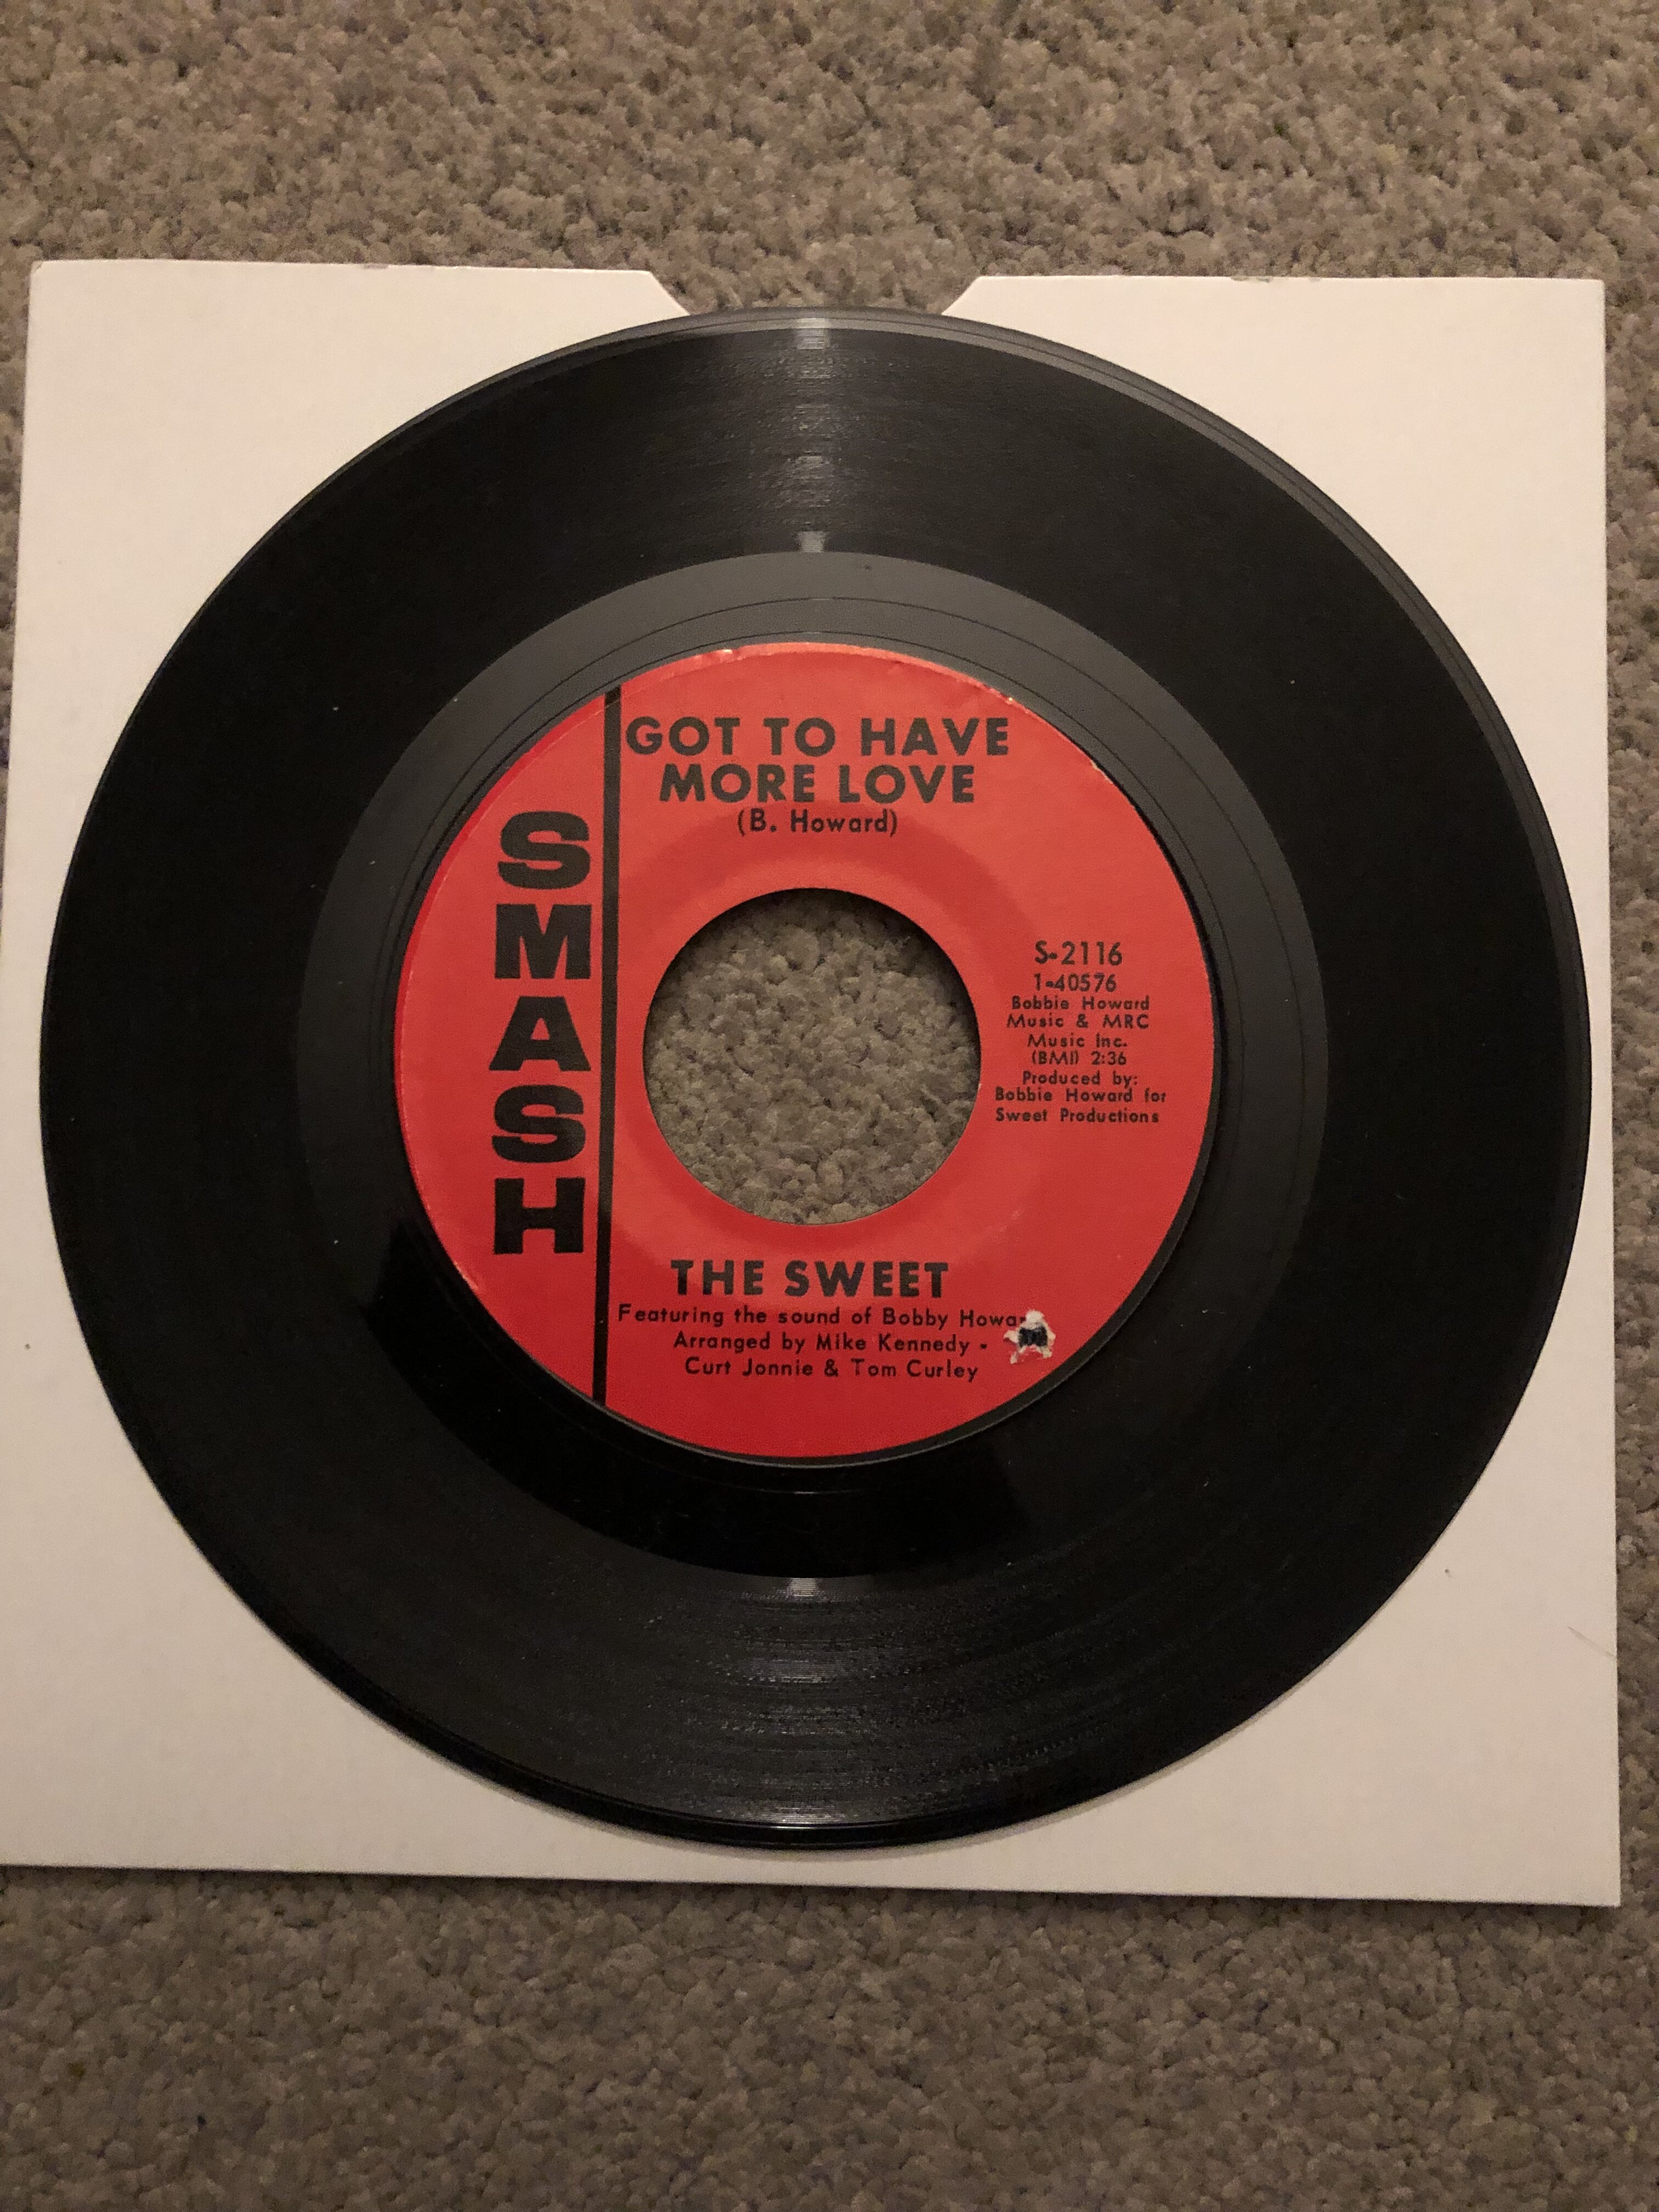 GOT TO HAVE
MORE LOVE
(B. Howard)
SMASH
S-2116
1-40576
Bobbie Howard
Music & MRC
Music Inc.
(BMI) 2:36
Produced by:
Bobbie Howard for
Sweet Productions
THE SWEET
Featuring the sound of Bobby Howa
Arranged by Mike Kennedy -
Curt Jonnie & Tom Curley